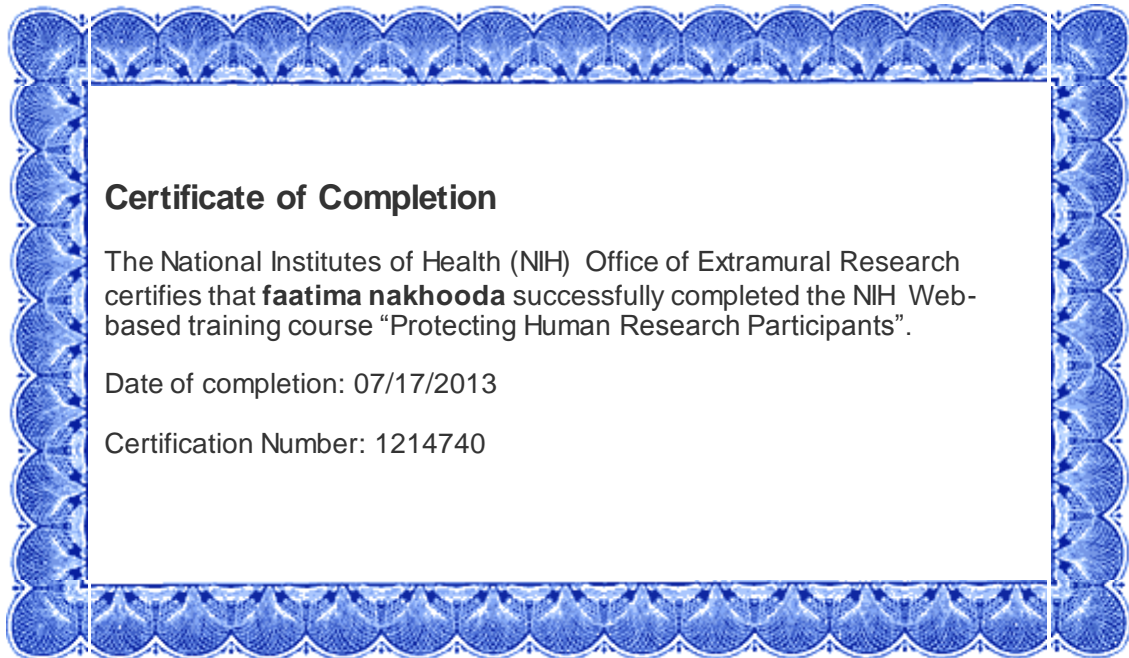 Certificate of Completion
The National Institutes of Health (NIH) Office of Extramural Research
certifies that faatima nakhooda successfully completed the NIH Web-
based training course “Protecting Human Research Participants”.
Date of completion: 07/17/2013
Certification Number: 1214740